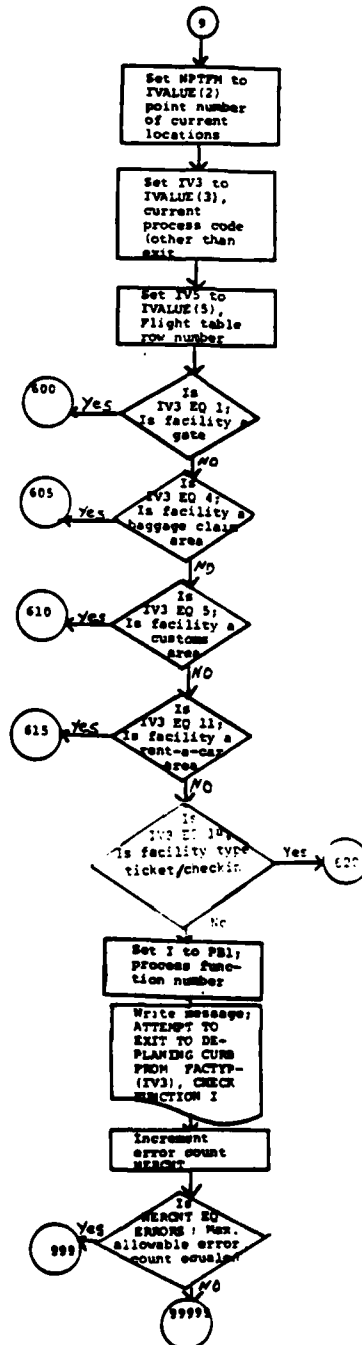 9
Set NPTFM to
IVALUE(2)
point number
of current
locations
Set IV3 to
IVALUE(3),
current
process code
(other than
exit
Set IV5 to
IVALUE(5),
Flight table
row number
Is
IV3 EQ 1;
Is facility a
gate
Yes
600
NO
Is
IV3 EQ 4;
Is facility a
baggage claim
area
Yes
605
NO
Is
IV3 EQ 5;
Is facility a
customs
area
Yes
610
NO
Is
IV3 EQ 11;
Is facility a
rent-a-car
area
Yes
615
NO
Is
IV3 EQ
Is facility type
ticket/checkin
Yes
620
No
Set I to PB1;
process func-
tion number
Write message;
ATTEMPT TO
EXIT TO DE-
PLANING CURB
FROM FACTYP-
(IV3), CHECK
FUNCTION I
Increment
error count
NERCNT
Is
NERCNT EQ
ERRORS; Max.
allowable error
count equaled
Yes
999
NO
99999